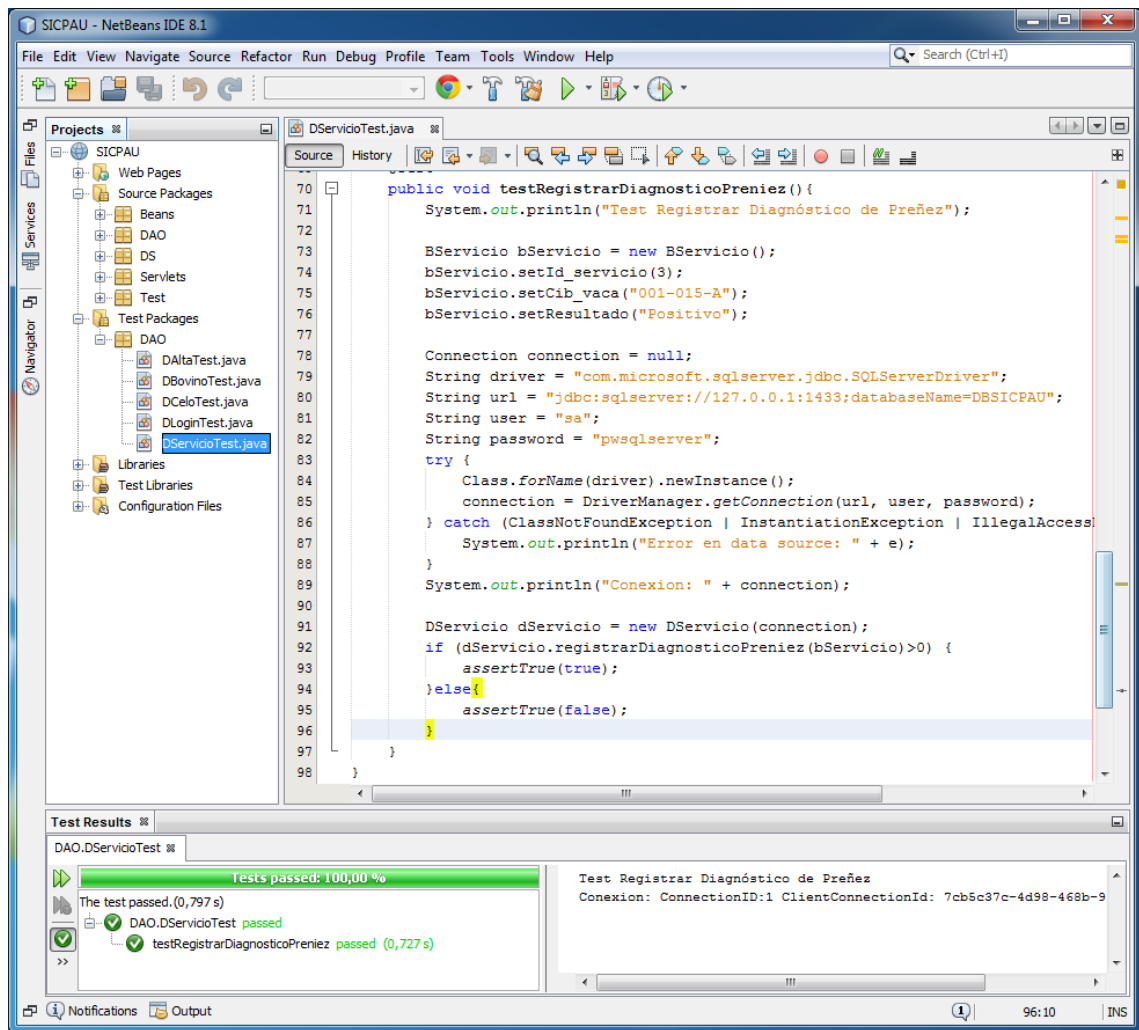 SICPAU - NetBeans IDE 8.1
File Edit View Navigate Source Refactor Run Debug Profile Team Tools Window Help
Search (Ctrl+I)
Files
Services
Navigator
Projects
SICPAU
Web Pages
Source Packages
Beans
DAO
DS
Servlets
Test
Test Packages
DAO
DAltaTest.java
DBovinoTest.java
DCeloTest.java
DLoginTest.java
DServicioTest.java
Libraries
Test Libraries
Configuration Files
DServicioTest.java
Source History
70 public void testRegistrarDiagnosticoPreniez(){
71 System.out.println("Test Registrar Diagnóstico de Preñez");
72
73 BServicio bServicio = new BServicio();
74 bServicio.setId_servicio(3);
75 bServicio.setCib_vaca("001-015-A");
76 bServicio.setResultado("Positivo");
77
78 Connection connection = null;
79 String driver = "com.microsoft.sqlserver.jdbc.SQLServerDriver";
80 String url = "jdbc:sqlserver://127.0.0.1:1433;databaseName=DBSICPAU";
81 String user = "sa";
82 String password = "pwsqlserver";
83 try {
84 Class.forName(driver).newInstance();
85 connection = DriverManager.getConnection(url, user, password);
86 } catch (ClassNotFoundException | InstantiationException | IllegalAccess
87 System.out.println("Error en data source: " + e);
88 }
89 System.out.println("Conexion: " + connection);
90
91 DServicio dServicio = new DServicio(connection);
92 if (dServicio.registrarDiagnosticoPreniez(bServicio)>0) {
93 assertTrue(true);
94 }else{
95 assertTrue(false);
96 }
97 }
98 }
Test Results
DAO.DServicioTest
Tests passed: 100,00 %
The test passed.(0,797 s)
DAO.DServicioTest passed
testRegistrarDiagnosticoPreniez passed (0,727 s)
>>
Test Registrar Diagnóstico de Preñez
Conexion: ConnectionID:1 ClientConnectionId: 7cb5c37c-4d98-468b-9
Notifications Output
1 96:10 INS